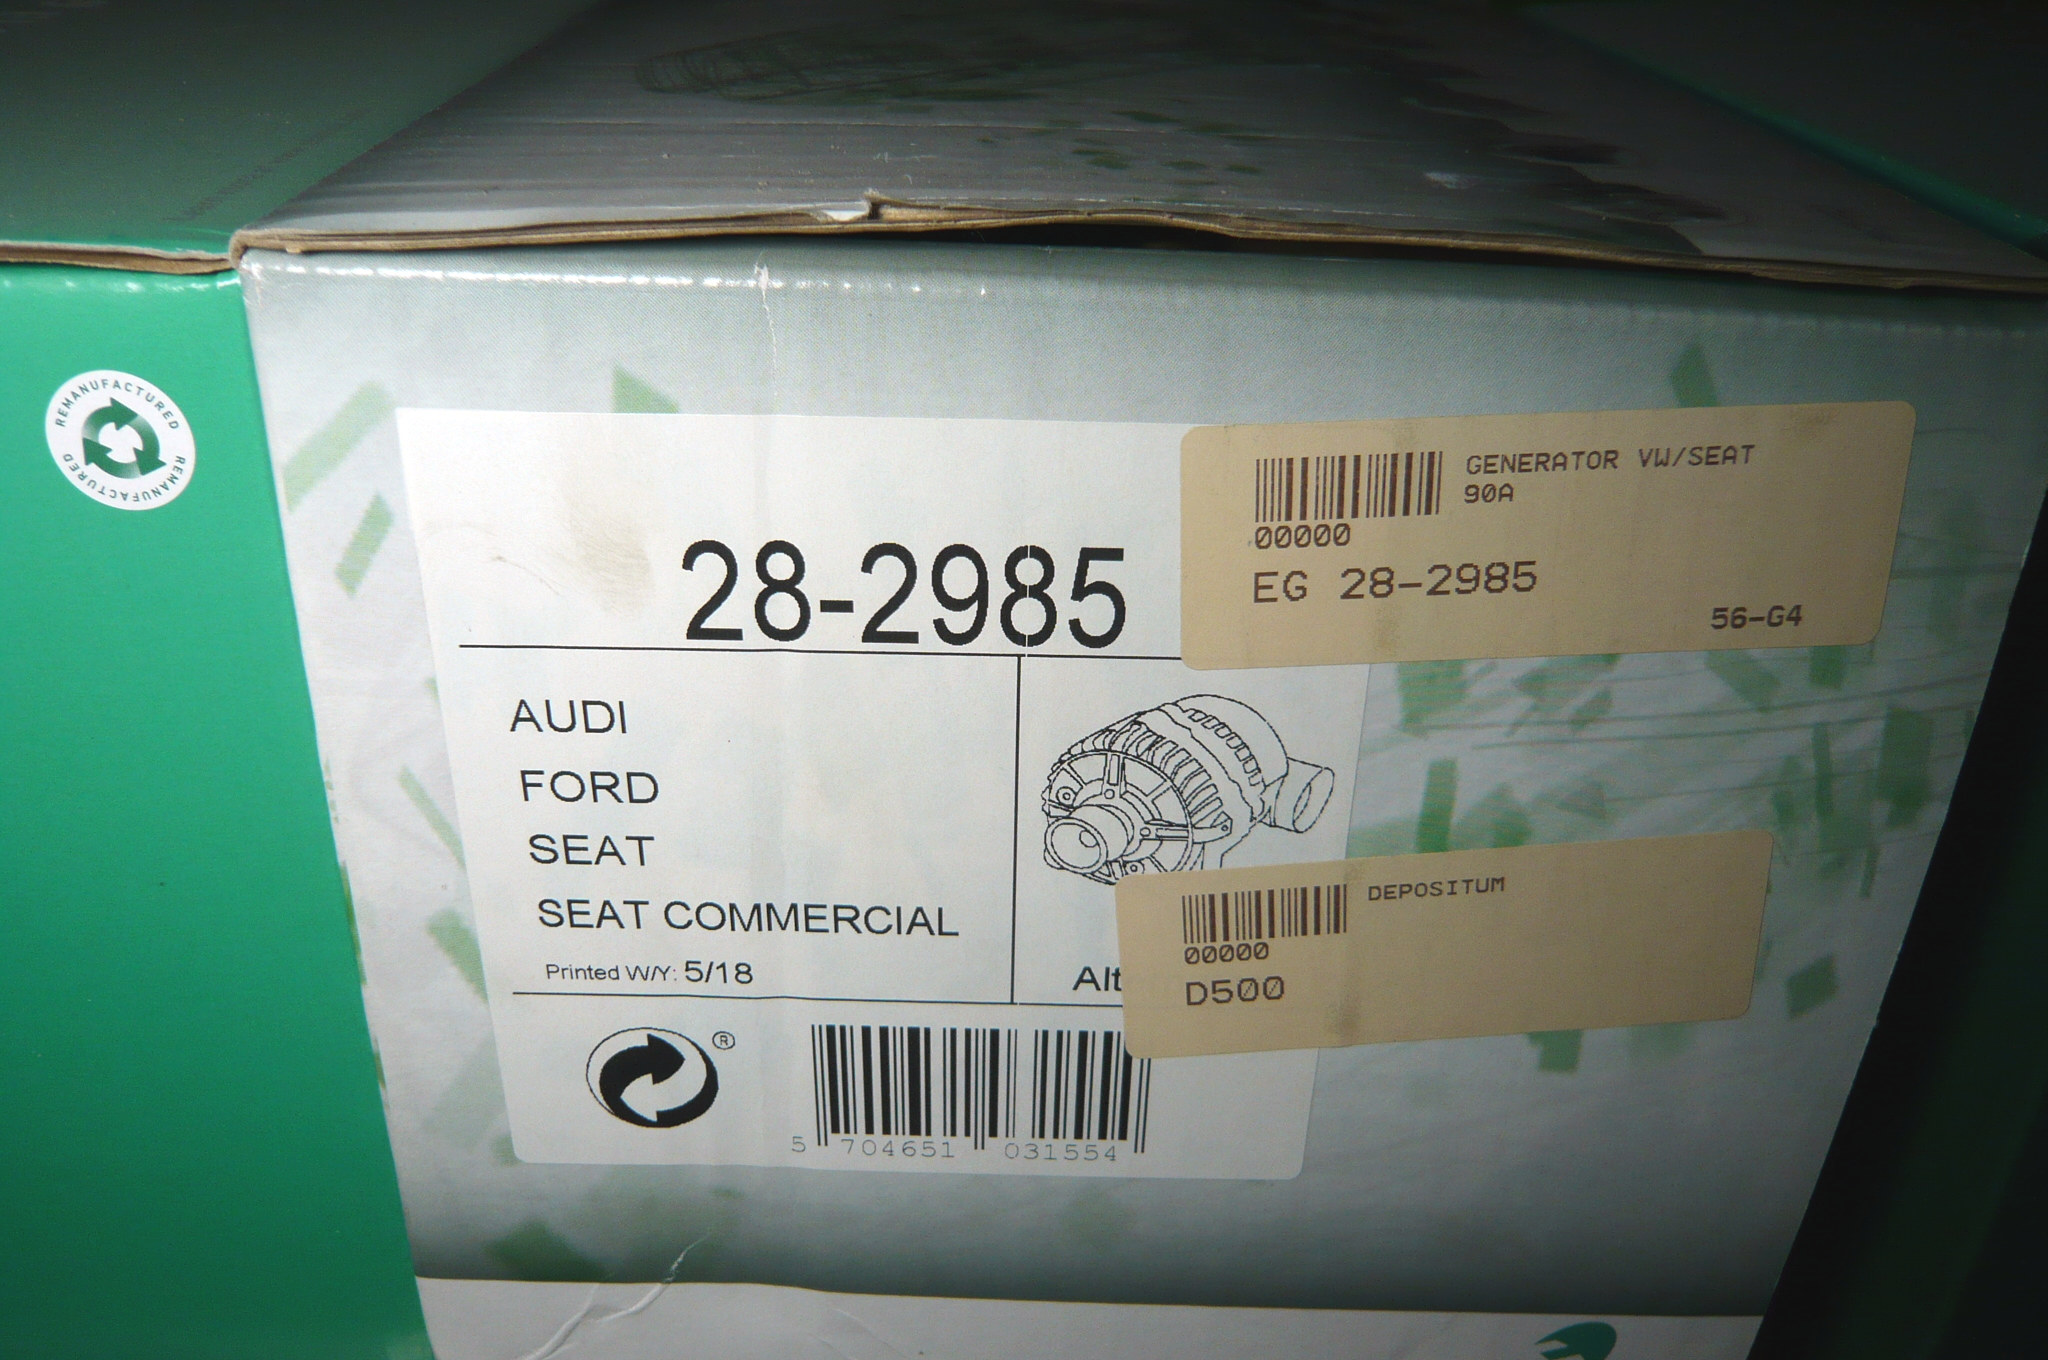 REMANUFACTURED REMANUFACTURED
28-2985
AUDI
FORD
SEAT
SEAT COMMERCIAL
Printed W/Y: 5/18
Alt
®
5 704651 031554
GENERATOR VW/SEAT
90A
00000
EG 28-2985
56-G4
DEPOSITUM
00000
D500